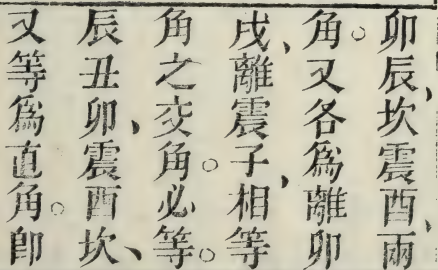 卯辰、坎震酉、兩
角。又各爲離卯
戌、離震子、相等
角之交角。必等。
辰丑卯、震酉坎、
又等爲直角。卽